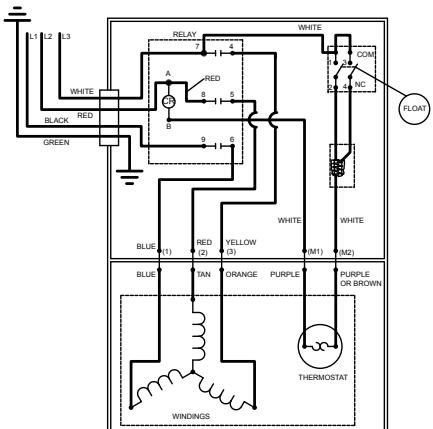 WHITE
L1 L2 L3
RELAY
7 4
1 3 COM
A
RED
WHITE
CR
8 5
2 4 NC
FLOAT
RED
BLACK
B
GREEN
9 6
WHITE WHITE
BLUE (1) RED (2) YELLOW (3) (M1) (M2)
BLUE TAN ORANGE PURPLE PURPLE OR BROWN
THERMOSTAT
WINDINGS